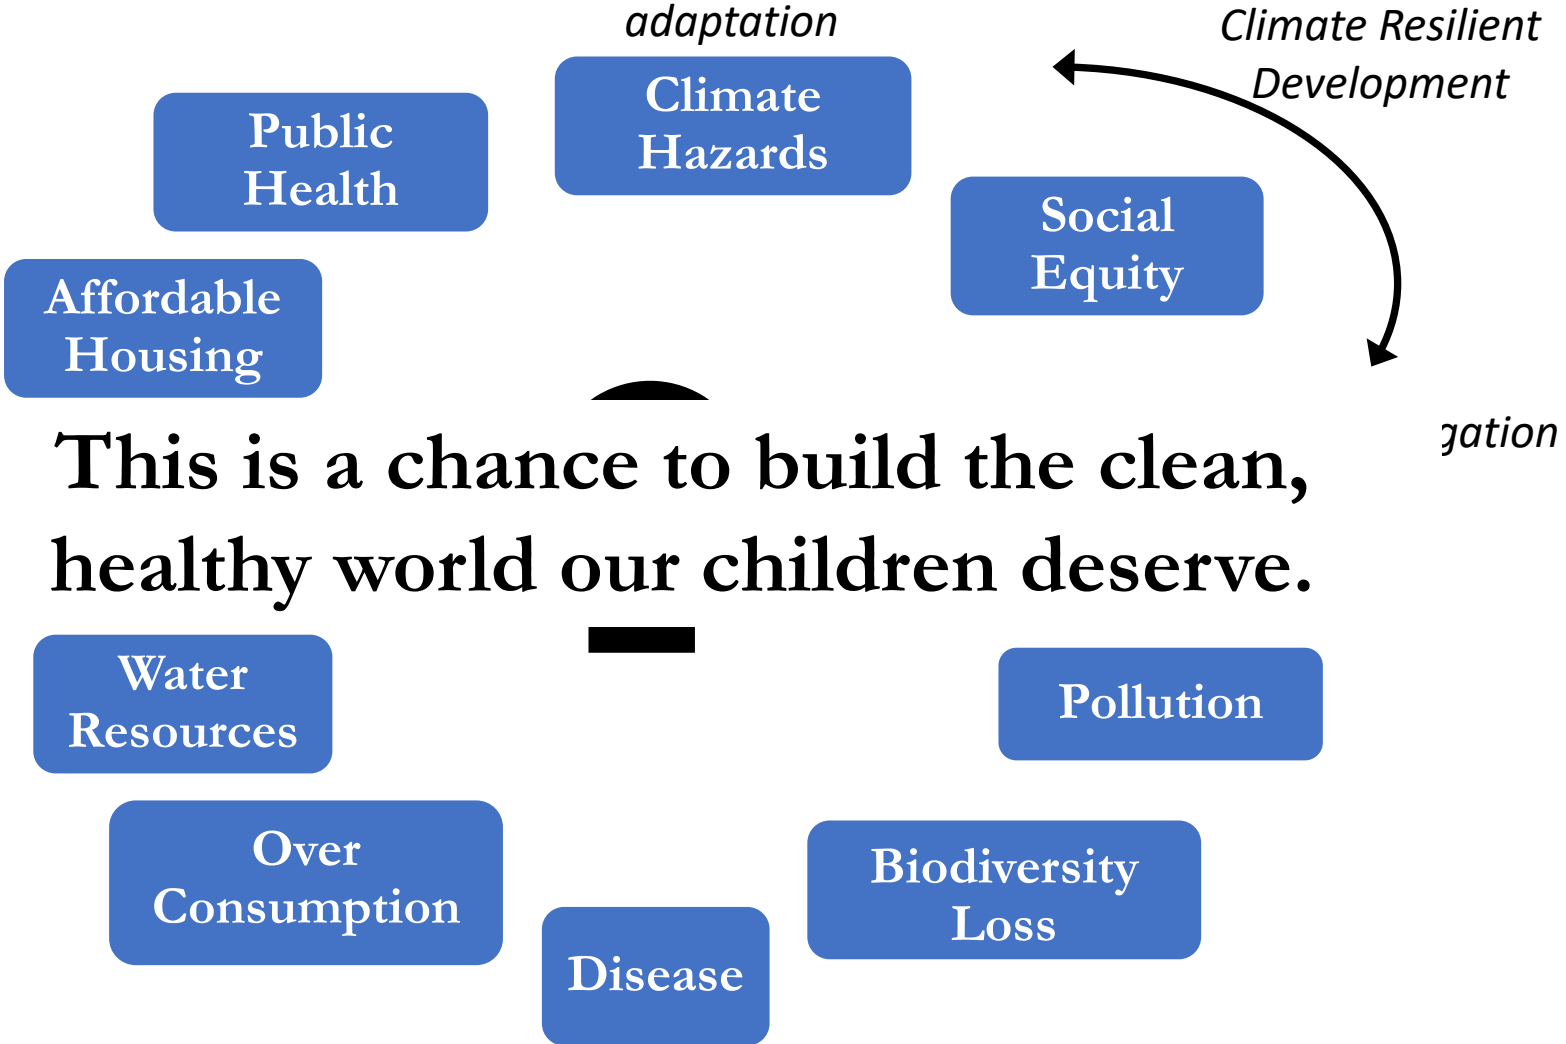 adaptation
Climate Resilient
Development
Climate
Hazards
Public
Health
Social
Equity
Affordable
Housing
This is a chance to build the clean,
healthy world our children deserve.
gation
Water
Resources
Pollution
Over
Consumption
Biodiversity
Loss
Disease